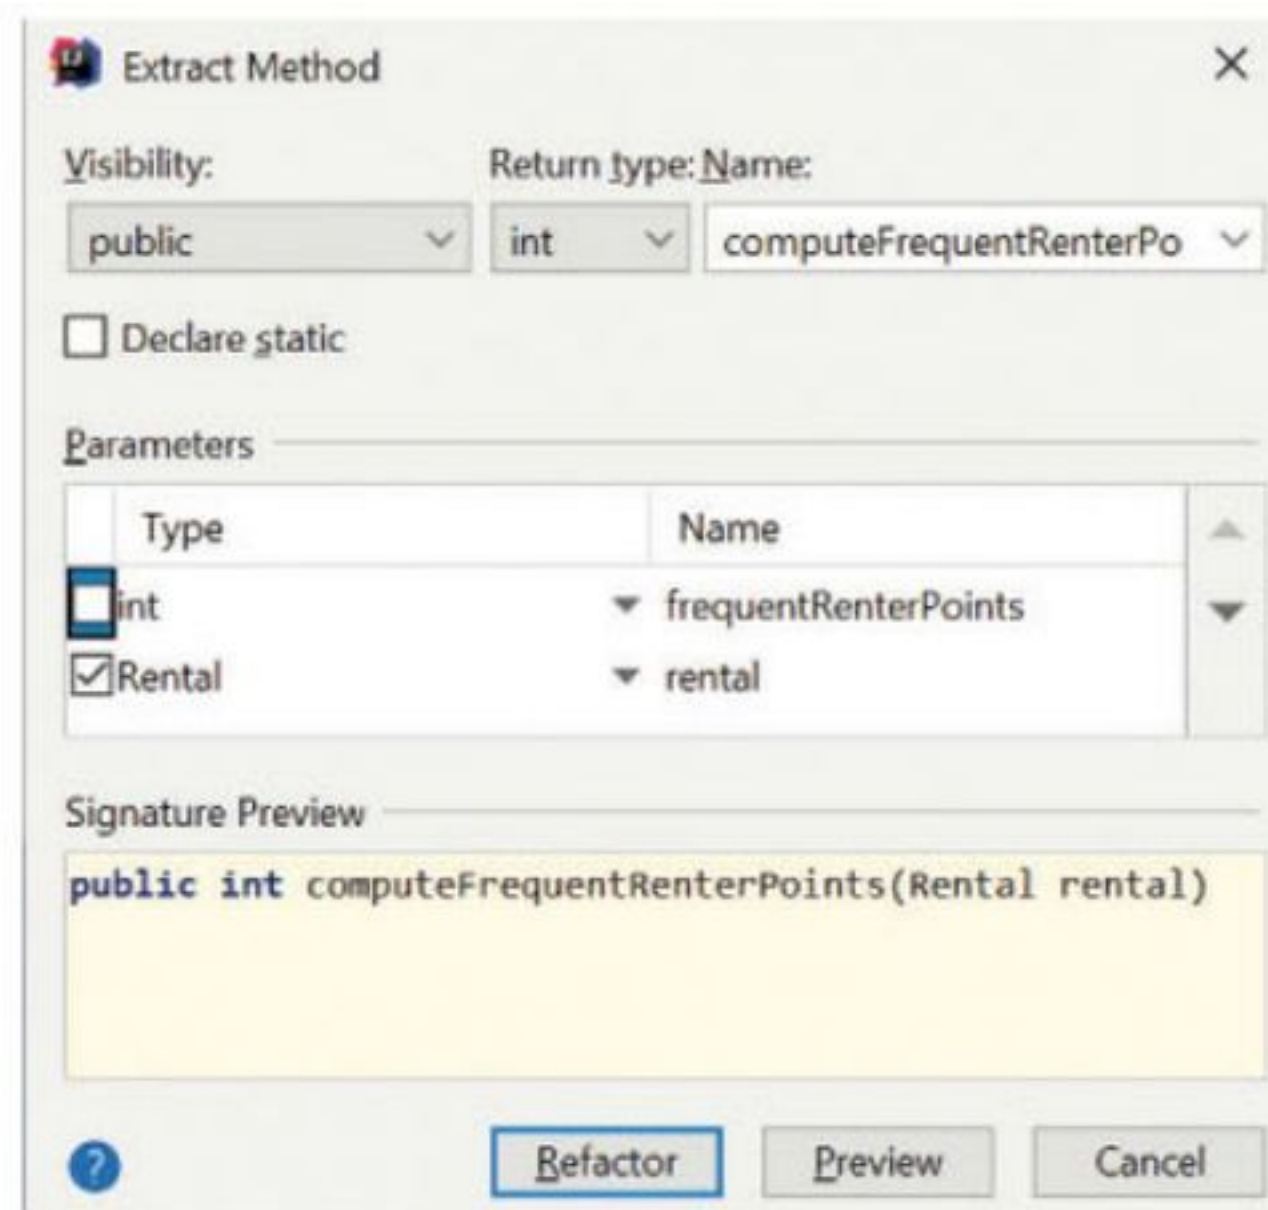 Extract Method
Visibility: Return type: Name:
public int computeFrequentRenterPo
Declare static
Parameters
Type Name
int frequentRenterPoints
Rental rental
Signature Preview
public int computeFrequentRenterPoints(Rental rental)
? Refactor Preview Cancel